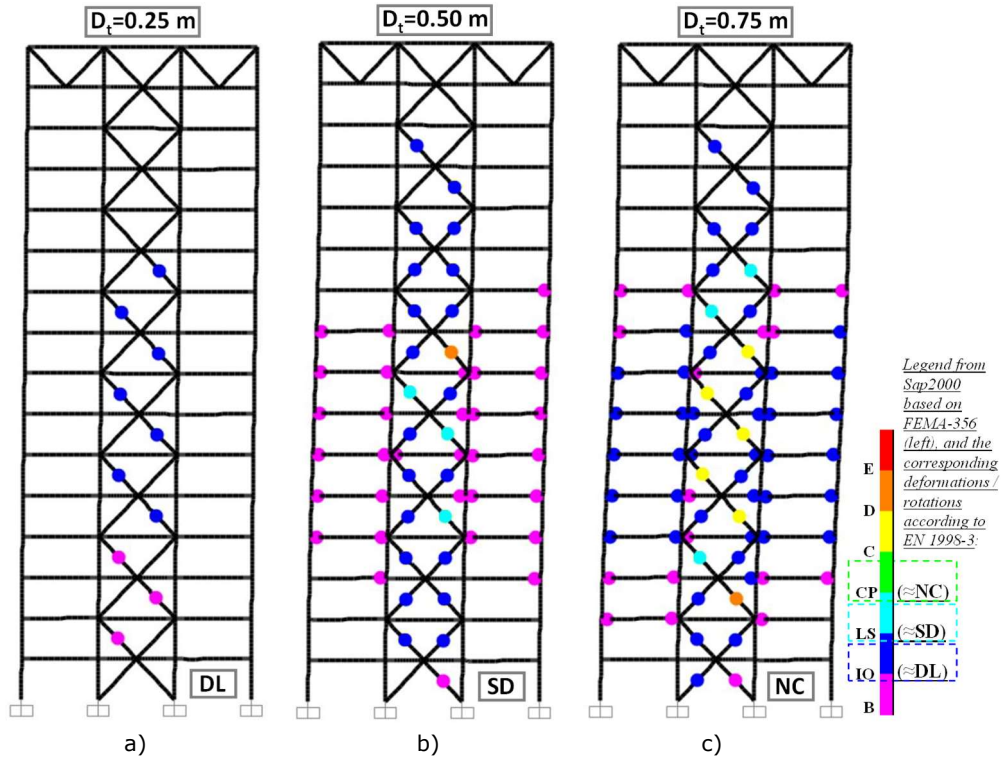 Dt=0.25 m
Dt=0.50 m
Dt=0.75 m
Legend from
Sap2000
based on
FEMA-356
(left), and the
corresponding
deformations /
rotations
according to
EN 1998-3:
E
D
C
CP (≈NC)
LS (≈SD)
IO (≈DL)
B
DL
SD
NC
a)
b)
c)